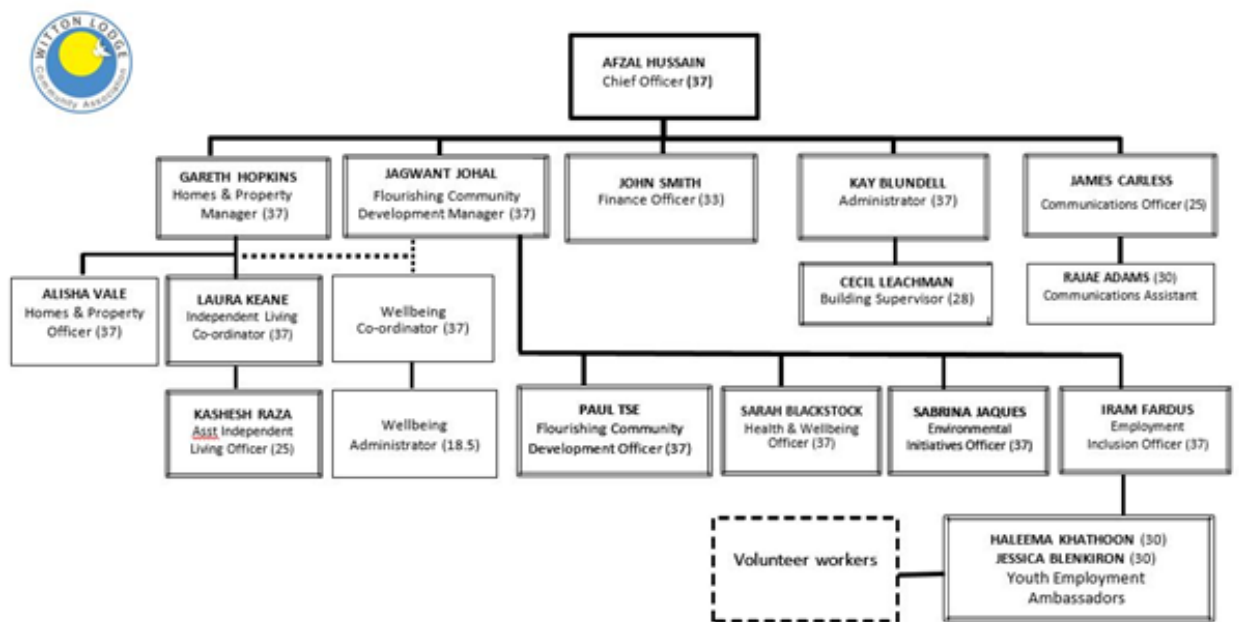 WITTON LODGE
Community Association
AFZAL HUSSAIN
Chief Officer (37)
GARETH HOPKINS
Homes & Property
Manager (37)
JAGWANT JOHAL
Flourishing Community
Development Manager (37)
JOHN SMITH
Finance Officer (33)
KAY BLUNDELL
Administrator (37)
JAMES CARLESS
Communications Officer (25)
ALISHA VALE
Homes & Property
Officer (37)
LAURA KEANE
Independent Living
Co-ordinator (37)
Wellbeing
Co-ordinator (37)
CECIL LEACHMAN
Building Supervisor (28)
RAJAE ADAMS (30)
Communications Assistant
KASHESH RAZA
Asst Independent
Living Officer (25)
Wellbeing
Administrator (18.5)
PAUL TSE
Flourishing Community
Development Officer (37)
SARAH BLACKSTOCK
Health & Wellbeing
Officer (37)
SABRINA JAQUES
Environmental
Initiatives Officer (37)
IRAM FARDUS
Employment
Inclusion Officer (37)
Volunteer workers
HALEEMA KHATHOON (30)
JESSICA BLENKIRON (30)
Youth Employment
Ambassadors